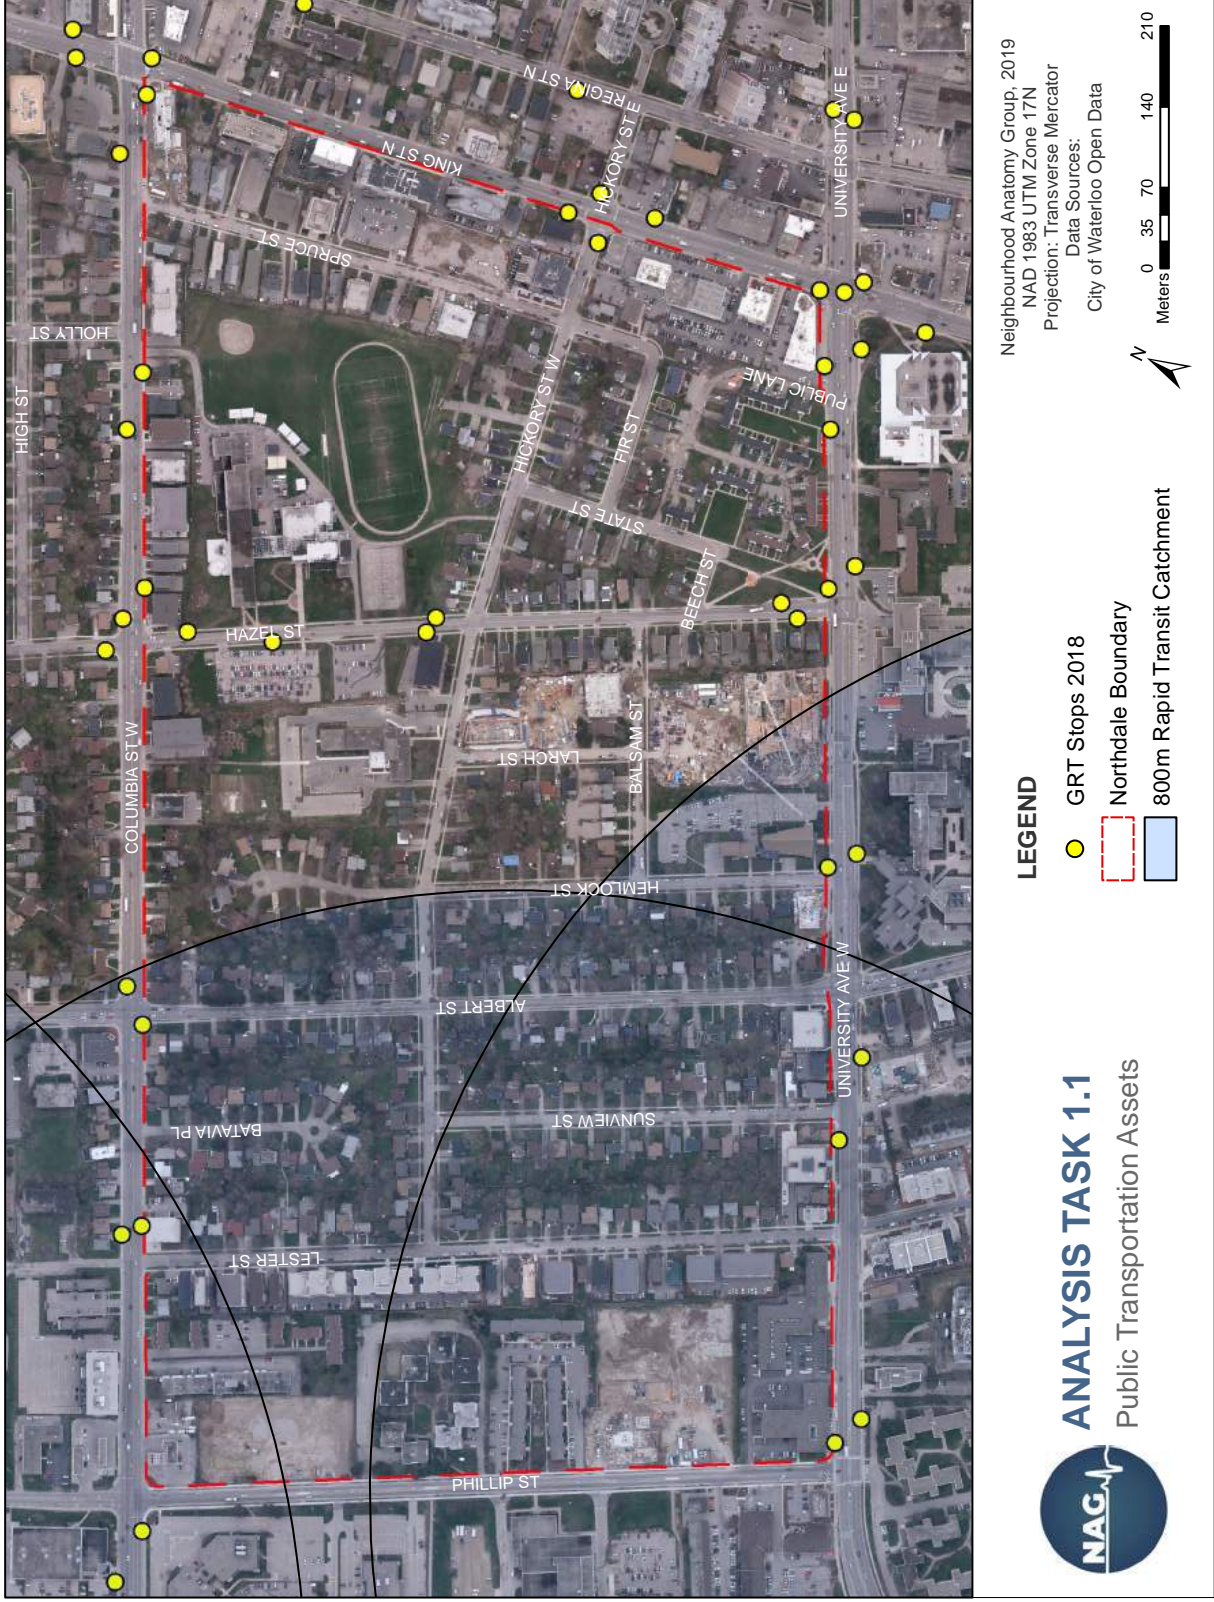 HIGH ST
HOLLY ST
COLUMBIA ST W
SPRUCE ST
KING ST N
REGINA ST N
HICKORY ST E
HICKORY ST W
HAZEL ST
STATE ST
FIR ST
BEECH ST
PUBLIC LANE
UNIVERSITY AVE E
LARCH ST
BALSAM ST
HEMLOCK ST
ALBERT ST
BATAVIA PL
SUNVIEW ST
LESTER ST
PHILLIP ST
UNIVERSITY AVE W
NAG
ANALYSIS TASK 1.1
Public Transportation Assets
LEGEND
GRT Stops 2018
Northdale Boundary
800m Rapid Transit Catchment
Neighbourhood Anatomy Group, 2019
NAD 1983 UTM Zone 17N
Projection: Transverse Mercator
Data Sources:
City of Waterloo Open Data
N
0 35 70 140 210
Meters